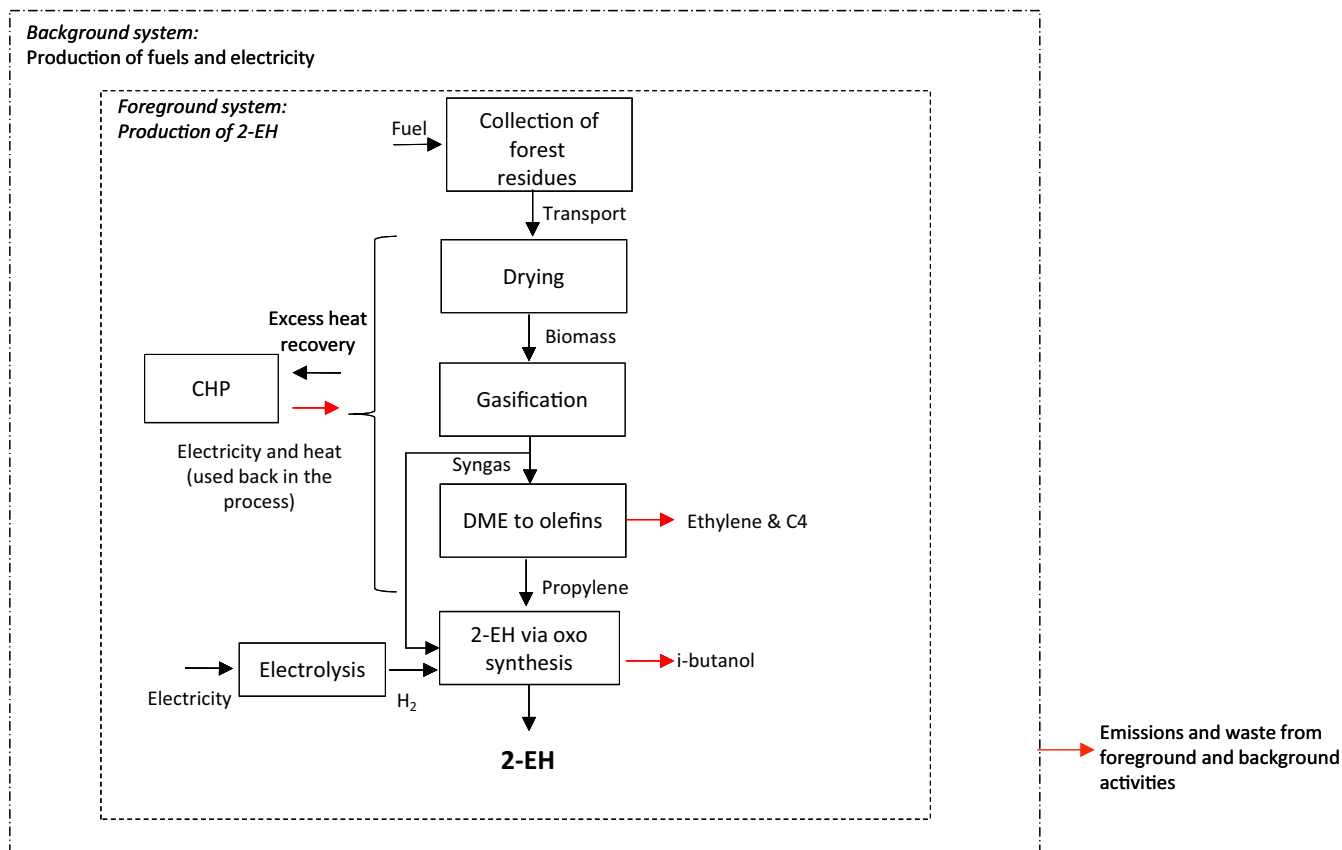 Background system:
Production of fuels and electricity
Foreground system:
Production of 2-EH
Fuel
Collection of
forest
residues
Transport
Drying
Biomass
Excess heat
recovery
CHP
Gasification
Electricity and heat
(used back in the
process)
Syngas
DME to olefins
Ethylene & C4
Propylene
2-EH via oxo
synthesis
i-butanol
Electrolysis
Electricity
H₂
2-EH
Emissions and waste from
foreground and background
activities